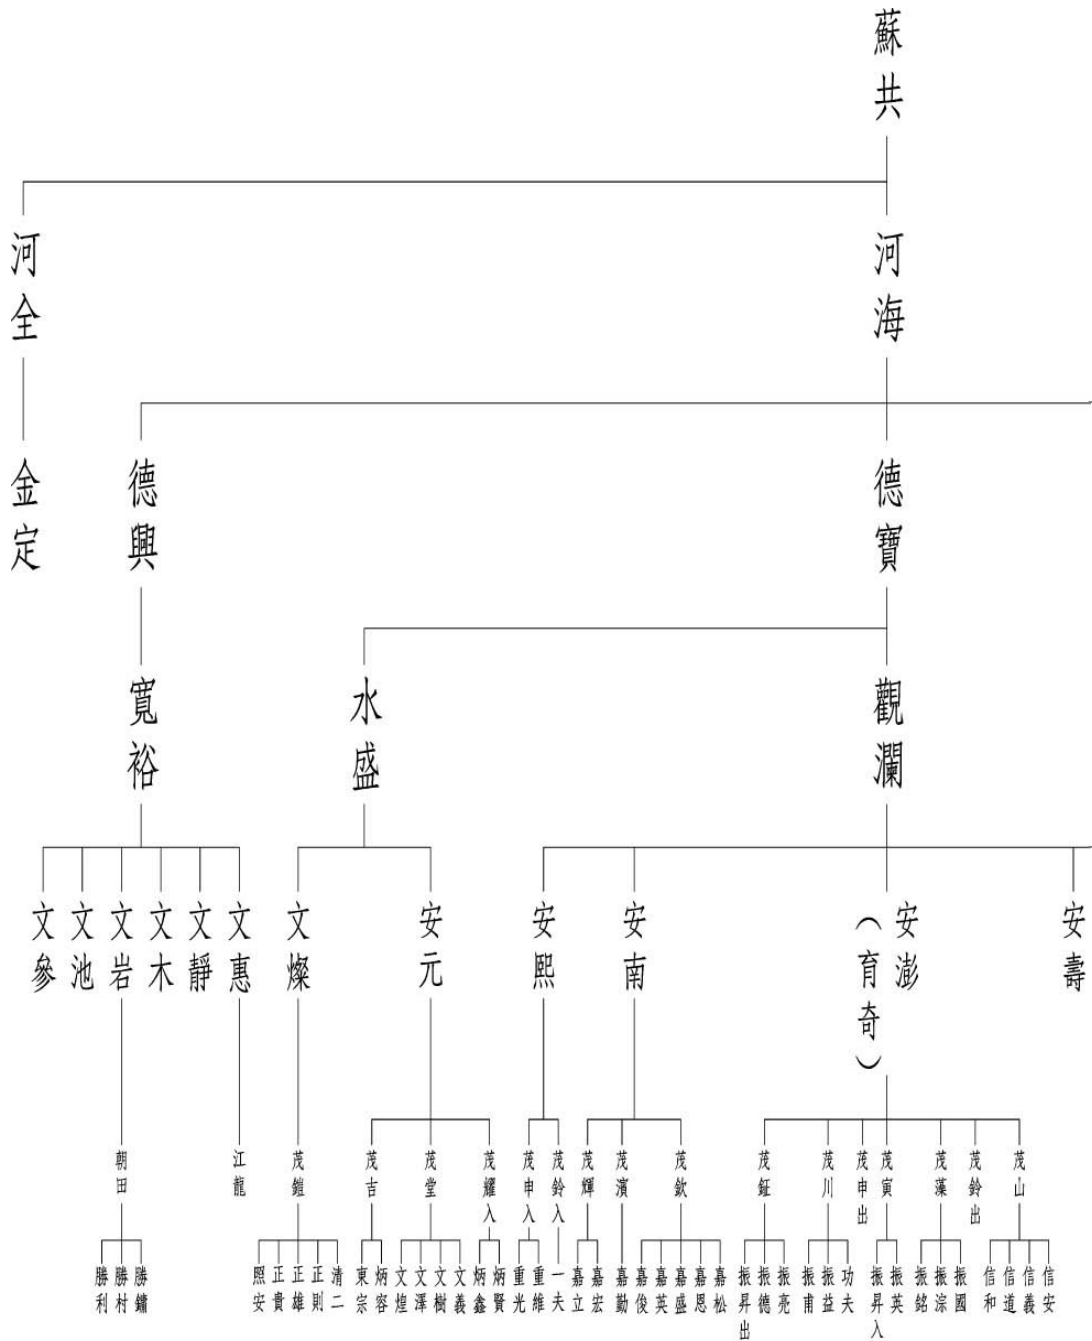 蘇共
河海
河全
德寶
德興
金定
觀瀾
水盛
寬裕
安壽
安澎
（育奇）
安南
安熙
安元
文燦
文惠
文靜
文木
文岩
文池
文參
茂山
茂鈴出
茂藻
茂寅
茂申出
茂川
茂鉦
茂欽
茂濱
茂輝
茂鈴入
茂申入
茂耀入
茂堂
茂吉
茂鎧
江龍
朝田
信安
信義
信道
信和
振國
振淙
振銘
振英
振昇入
功夫
振益
振甫
振亮
振德
振昇出
嘉松
嘉恩
嘉盛
嘉英
嘉俊
嘉勤
嘉宏
嘉立
一夫
重維
重光
炳賢
炳鑫
文義
文樹
文澤
文煌
炳容
東宗
清二
正則
正雄
正貴
照安
勝鏽
勝村
勝利